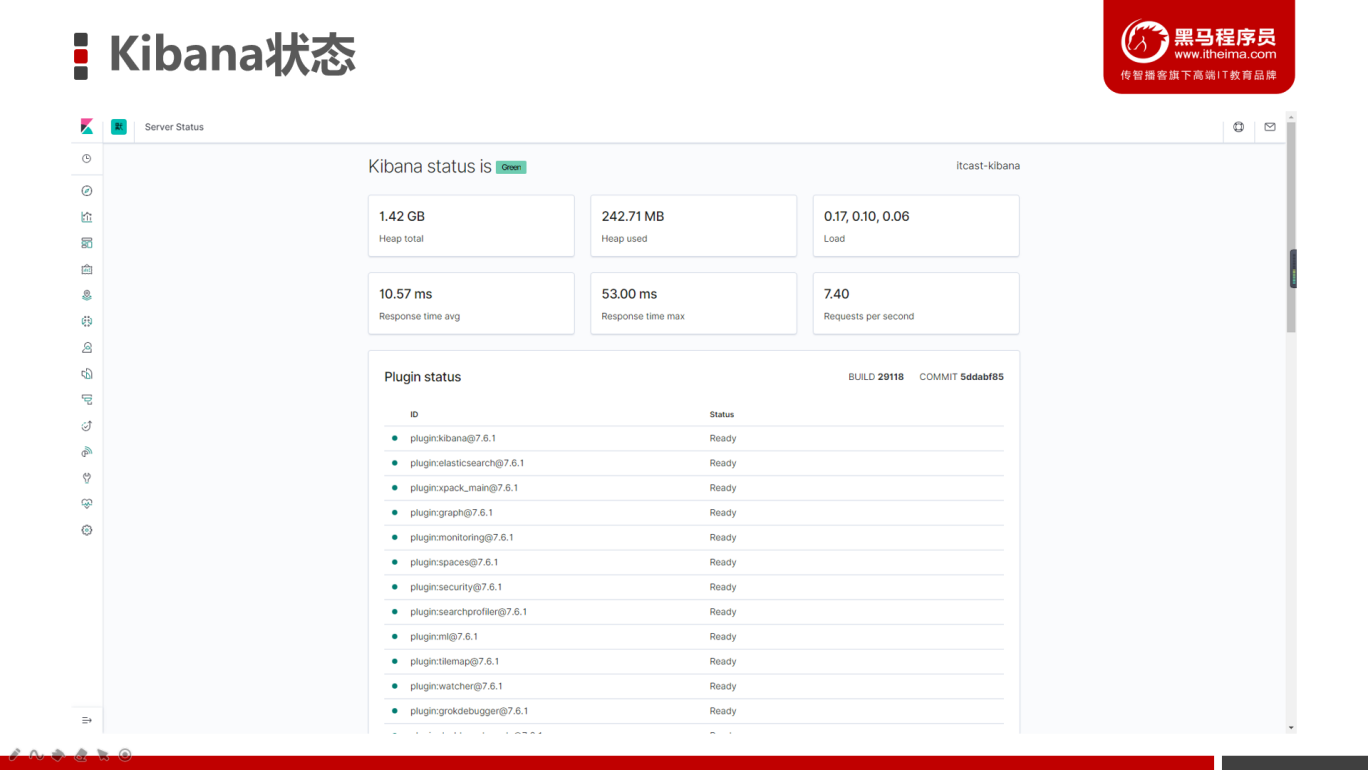 Kibana状态
黑马程序员
www.itheima.com
传智播客旗下高端IT教育品牌
默 Server Status
Kibana status is Green itcast-kibana
1.42 GB 242.71 MB 0.17, 0.10, 0.06
Heap total Heap used Load
10.57 ms 53.00 ms 7.40
Response time avg Response time max Requests per second
Plugin status BUILD 29118 COMMIT 5ddabf85
ID Status
plugin:kibana@7.6.1 Ready
plugin:elasticsearch@7.6.1 Ready
plugin:xpack_main@7.6.1 Ready
plugin:graph@7.6.1 Ready
plugin:monitoring@7.6.1 Ready
plugin:spaces@7.6.1 Ready
plugin:security@7.6.1 Ready
plugin:searchprofiler@7.6.1 Ready
plugin:ml@7.6.1 Ready
plugin:tilemap@7.6.1 Ready
plugin:watcher@7.6.1 Ready
plugin:grokdebugger@7.6.1 Ready